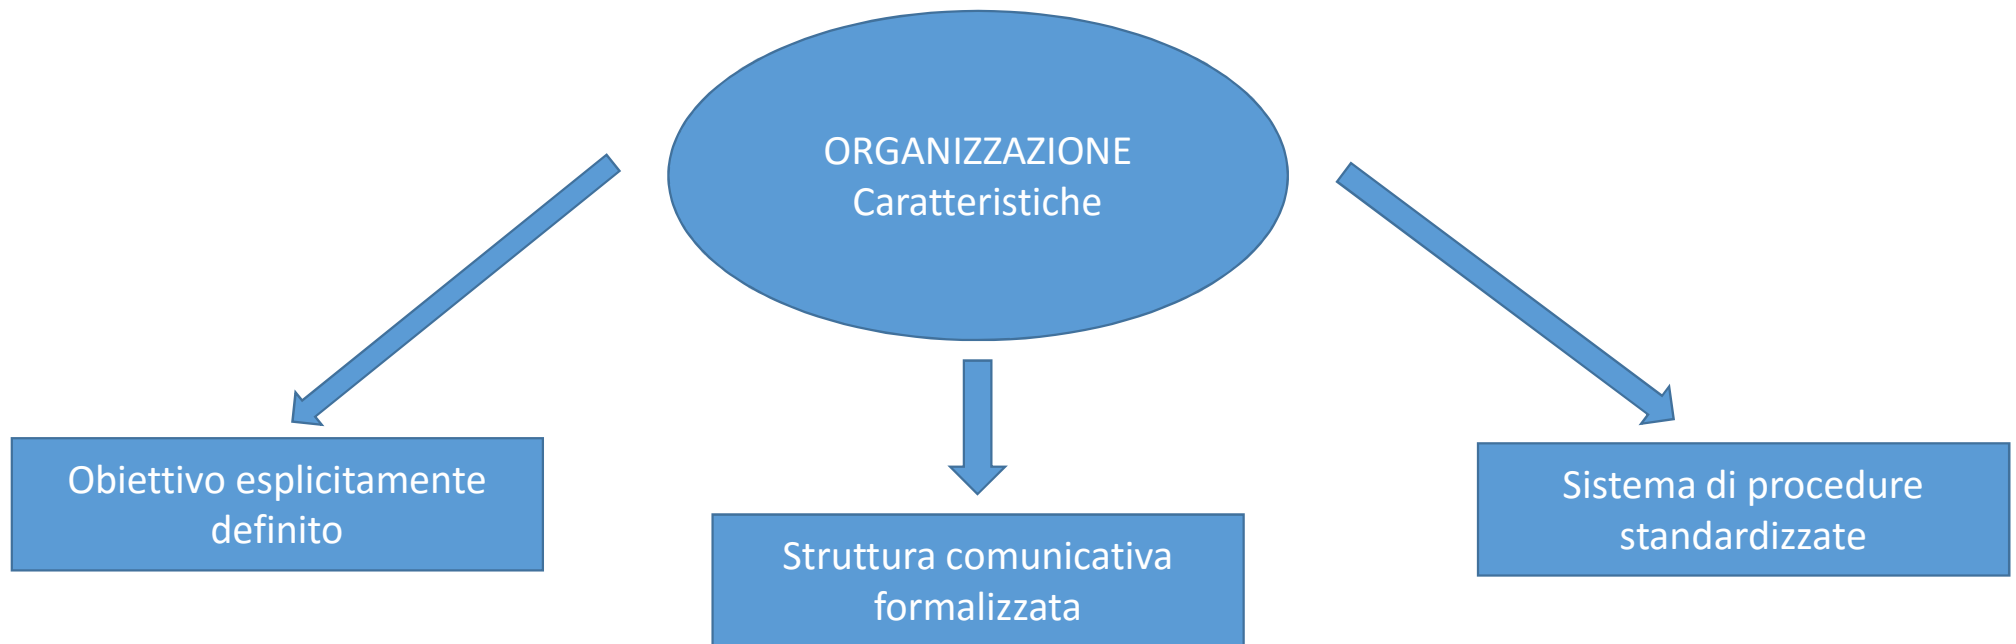 ORGANIZZAZIONE
Caratteristiche
Obiettivo esplicitamente
definito
Struttura comunicativa
formalizzata
Sistema di procedure
standardizzate